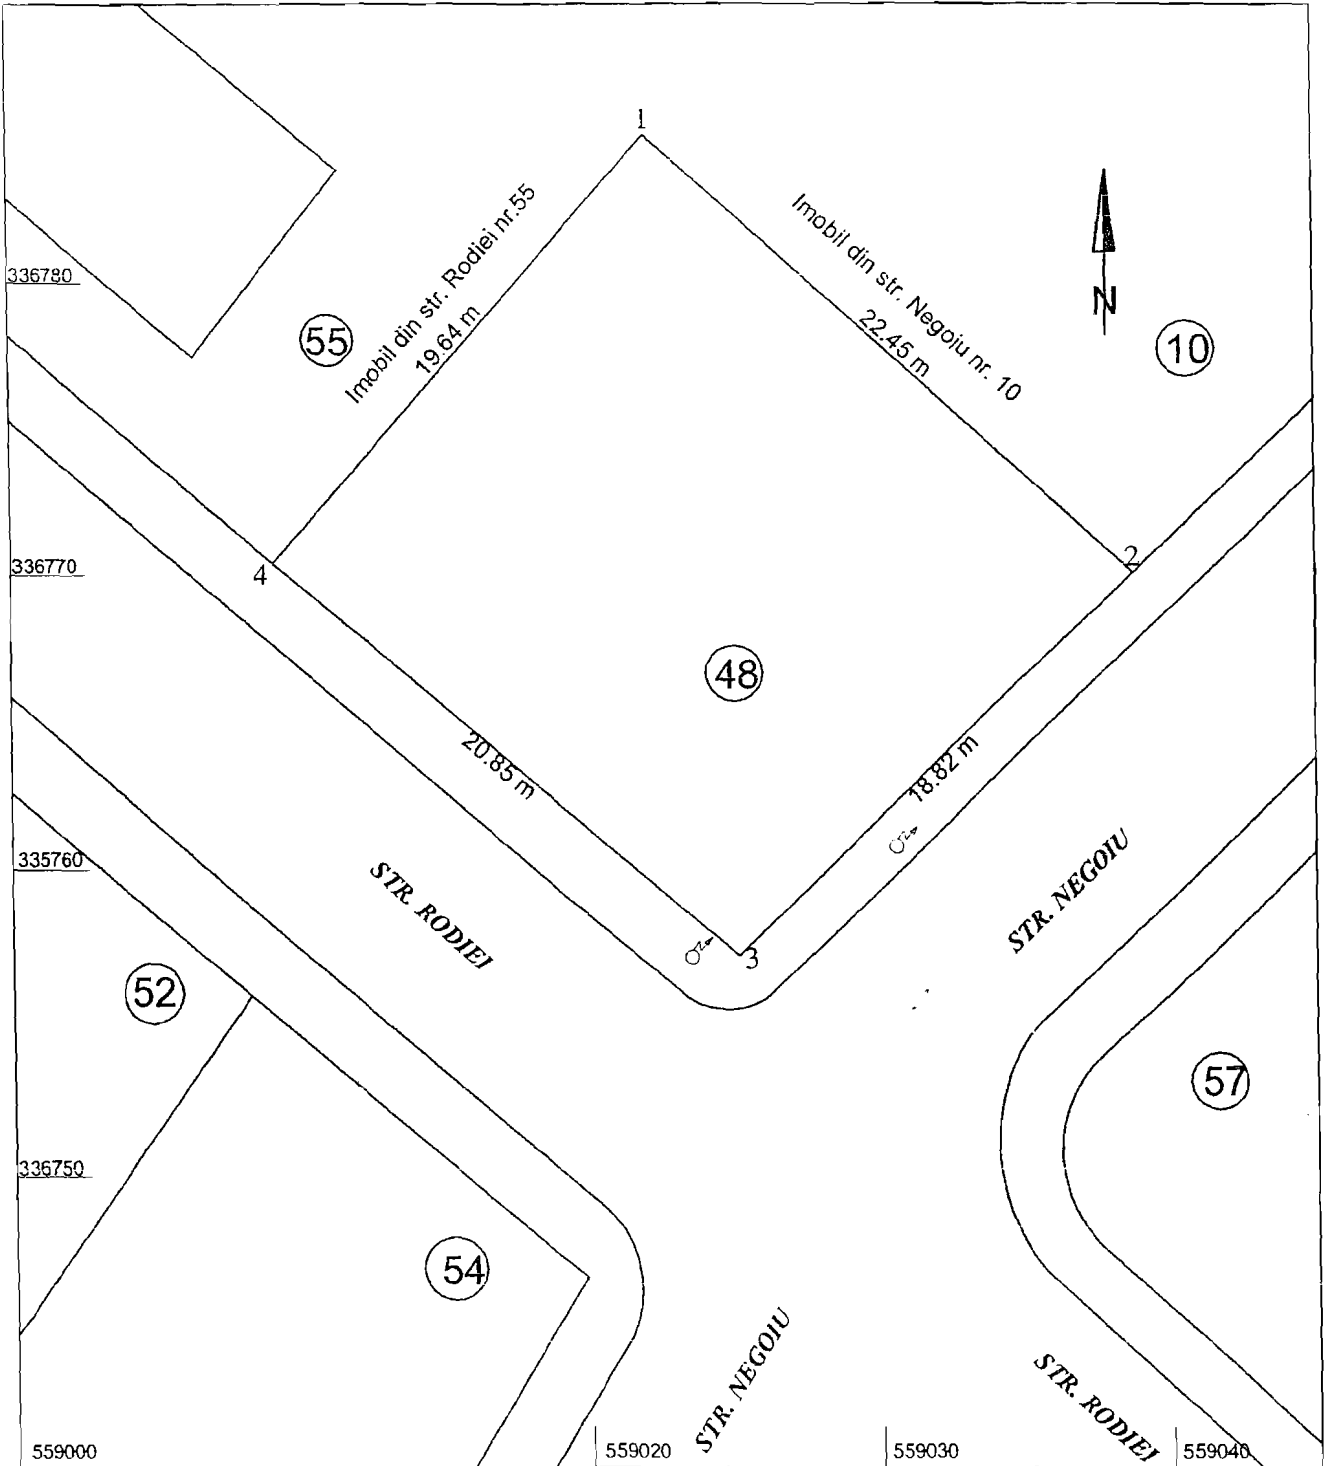 1
Imobil din str. Rodiei nr.55
19.64 m
Imobil din str. Negoiu nr. 10
22.45 m
N
336780
55
10
336770
4
2
48
20.85 m
18.82 m
335760
STR. RODIEI
STR. NEGOIU
3
52
57
336750
54
STR. NEGOIU
STR. RODIEI
559000
559020
559030
559040